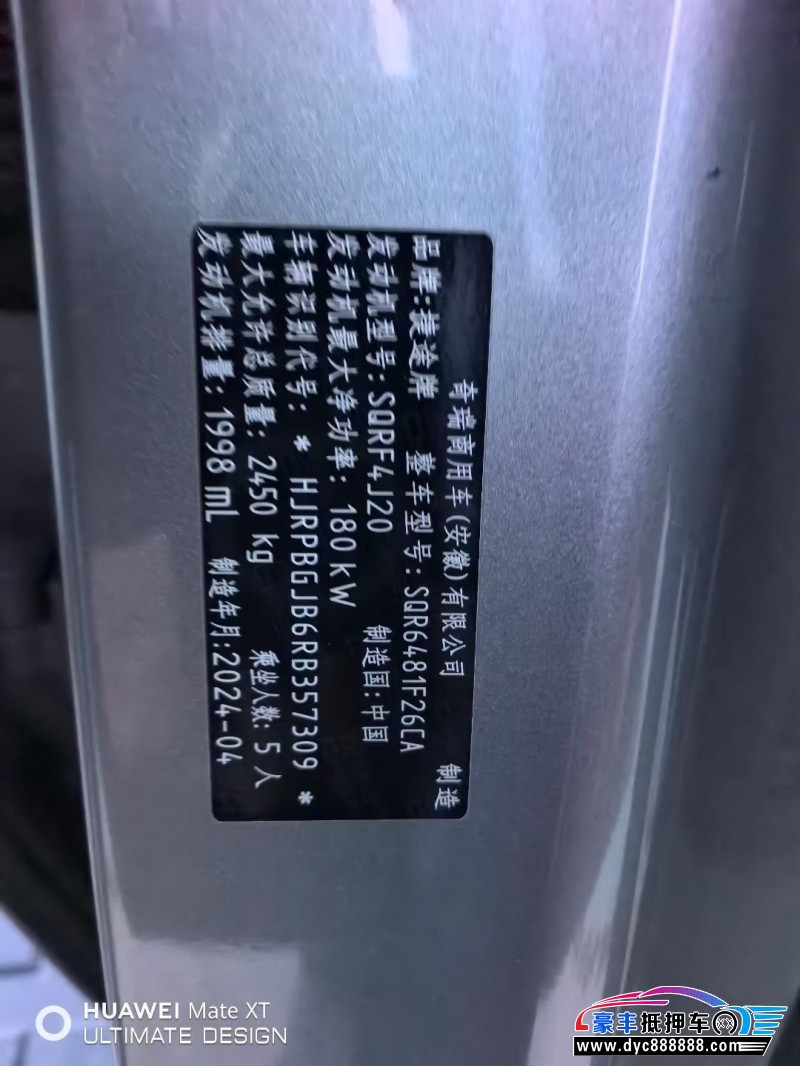 奇瑞商用车(安徽)有限公司 制造
品牌:捷途牌 整车型号:SQR6481F26CA
发动机型号:SQRF4J20 制造国:中国
发动机最大净功率:180kW
车辆识别代号: * HJRPBGJB6RB357309 *
最大允许总质量:2450 kg 乘坐人数:5人
发动机排量:1998 mL 制造年月:2024-04
HUAWEI Mate XT
ULTIMATE DESIGN
豪丰抵押车
www.dyc888888.com